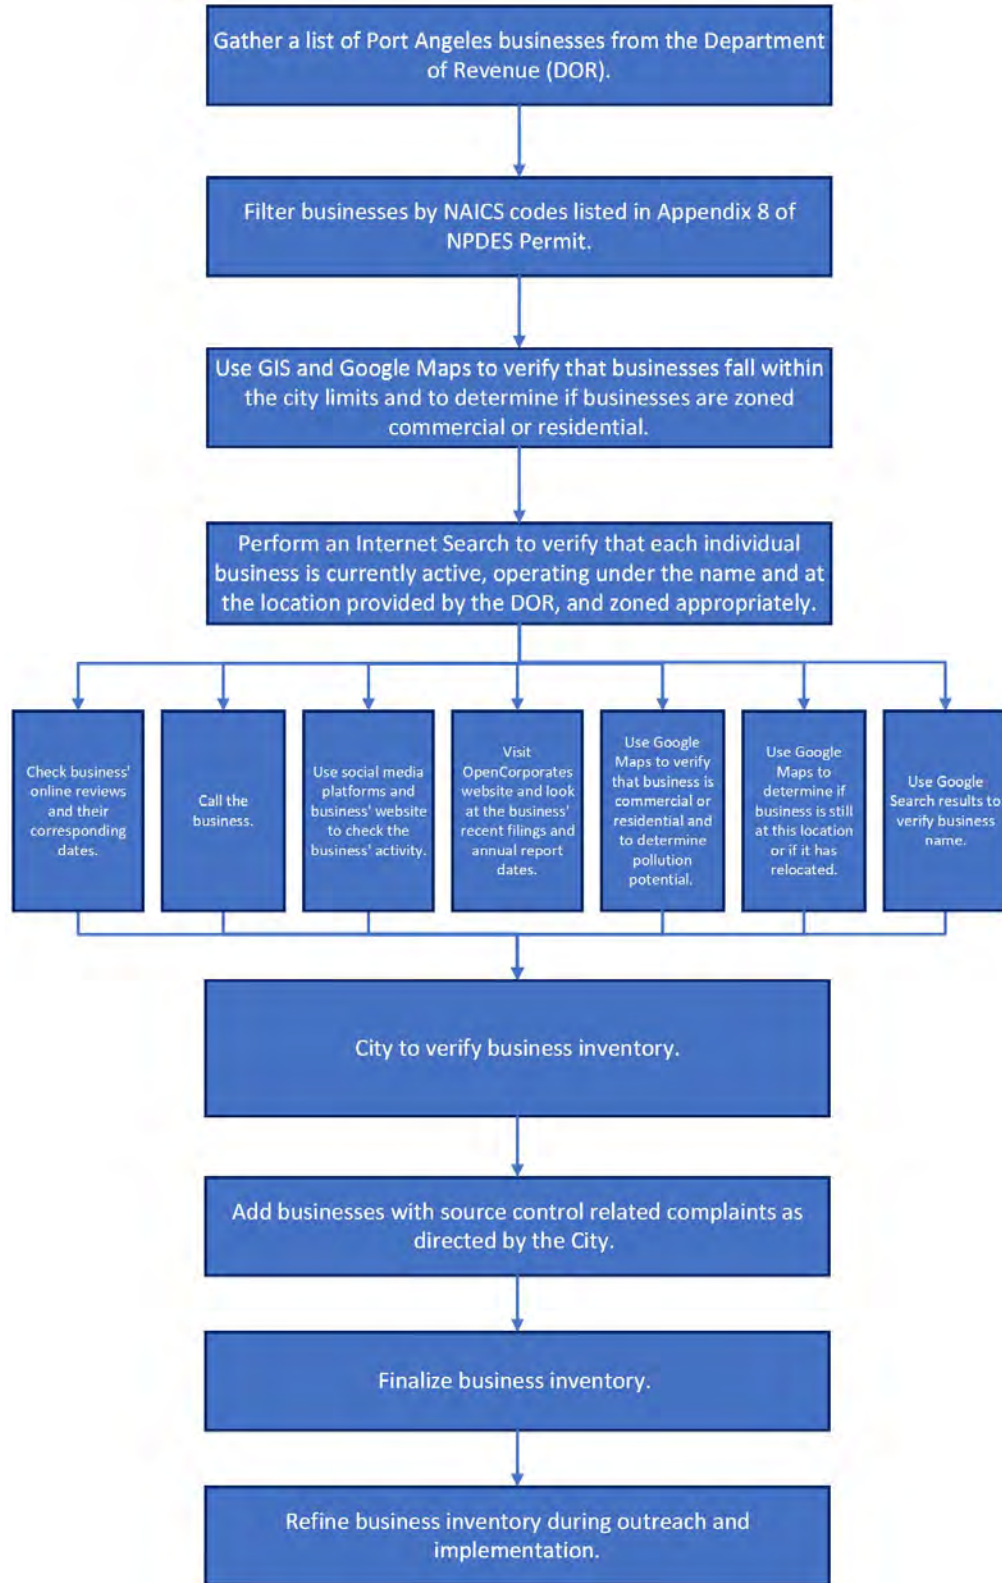 Gather a list of Port Angeles businesses from the Department
of Revenue (DOR).
Filter businesses by NAICS codes listed in Appendix 8 of
NPDES Permit.
Use GIS and Google Maps to verify that businesses fall within
the city limits and to determine if businesses are zoned
commercial or residential.
Perform an Internet Search to verify that each individual
business is currently active, operating under the name and at
the location provided by the DOR, and zoned appropriately.
Check business'
online reviews
and their
corresponding
dates.
Call the
business.
Use social media
platforms and
business' website
to check the
business' activity.
Visit
OpenCorporates
website and look
at the business'
recent filings and
annual report
dates.
Use Google
Maps to verify
that business is
commercial or
residential and
to determine
pollution
potential.
Use Google
Maps to
determine if
business is still
at this location
or if it has
relocated.
Use Google
Search results to
verify business
name.
City to verify business inventory.
Add businesses with source control related complaints as
directed by the City.
Finalize business inventory.
Refine business inventory during outreach and
implementation.